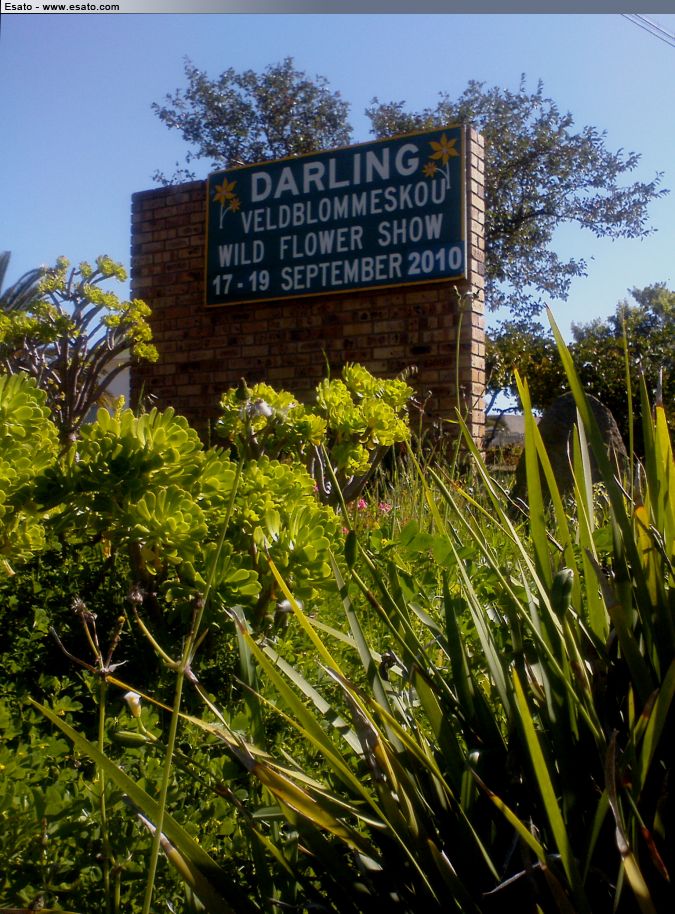 Esato - www.esato.com
DARLING
VELDBLOMMESKOU
WILD FLOWER SHOW
17 - 19 SEPTEMBER 2010